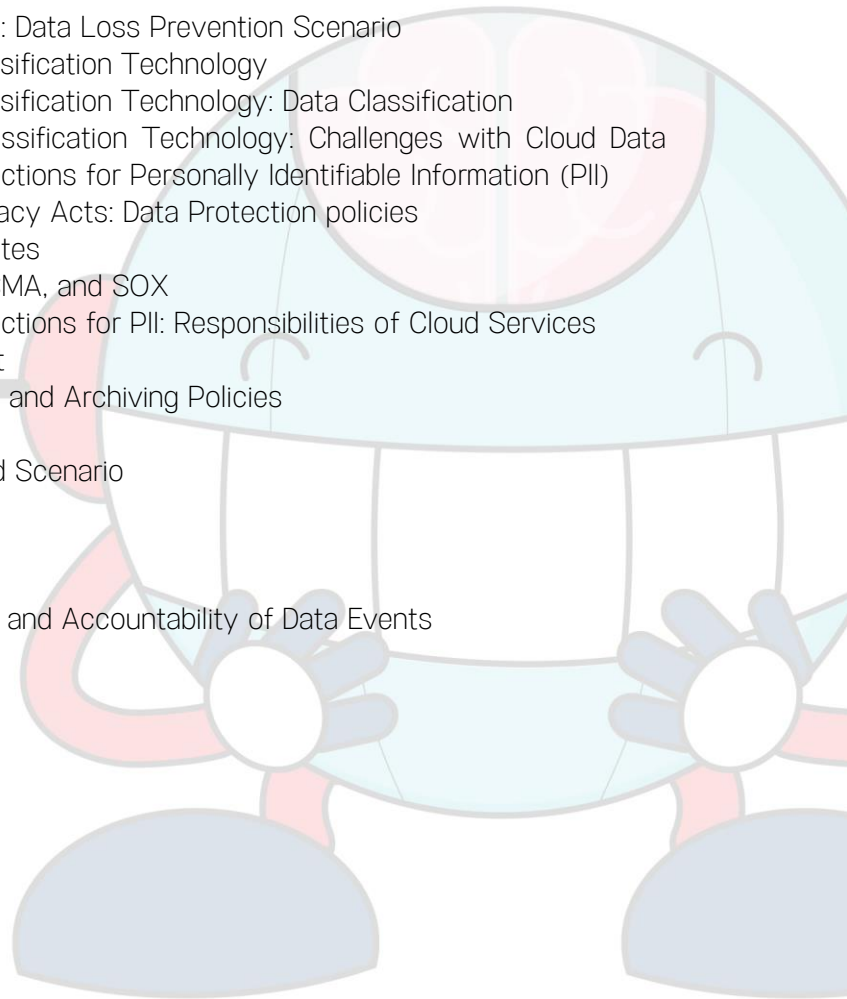 : Data Loss Prevention Scenario
sification Technology
sification Technology: Data Classification
ssification Technology: Challenges with Cloud Data
ctions for Personally Identifiable Information (PII)
acy Acts: Data Protection policies
tes
MA, and SOX
ctions for PII: Responsibilities of Cloud Services
t
and Archiving Policies
d Scenario
and Accountability of Data Events